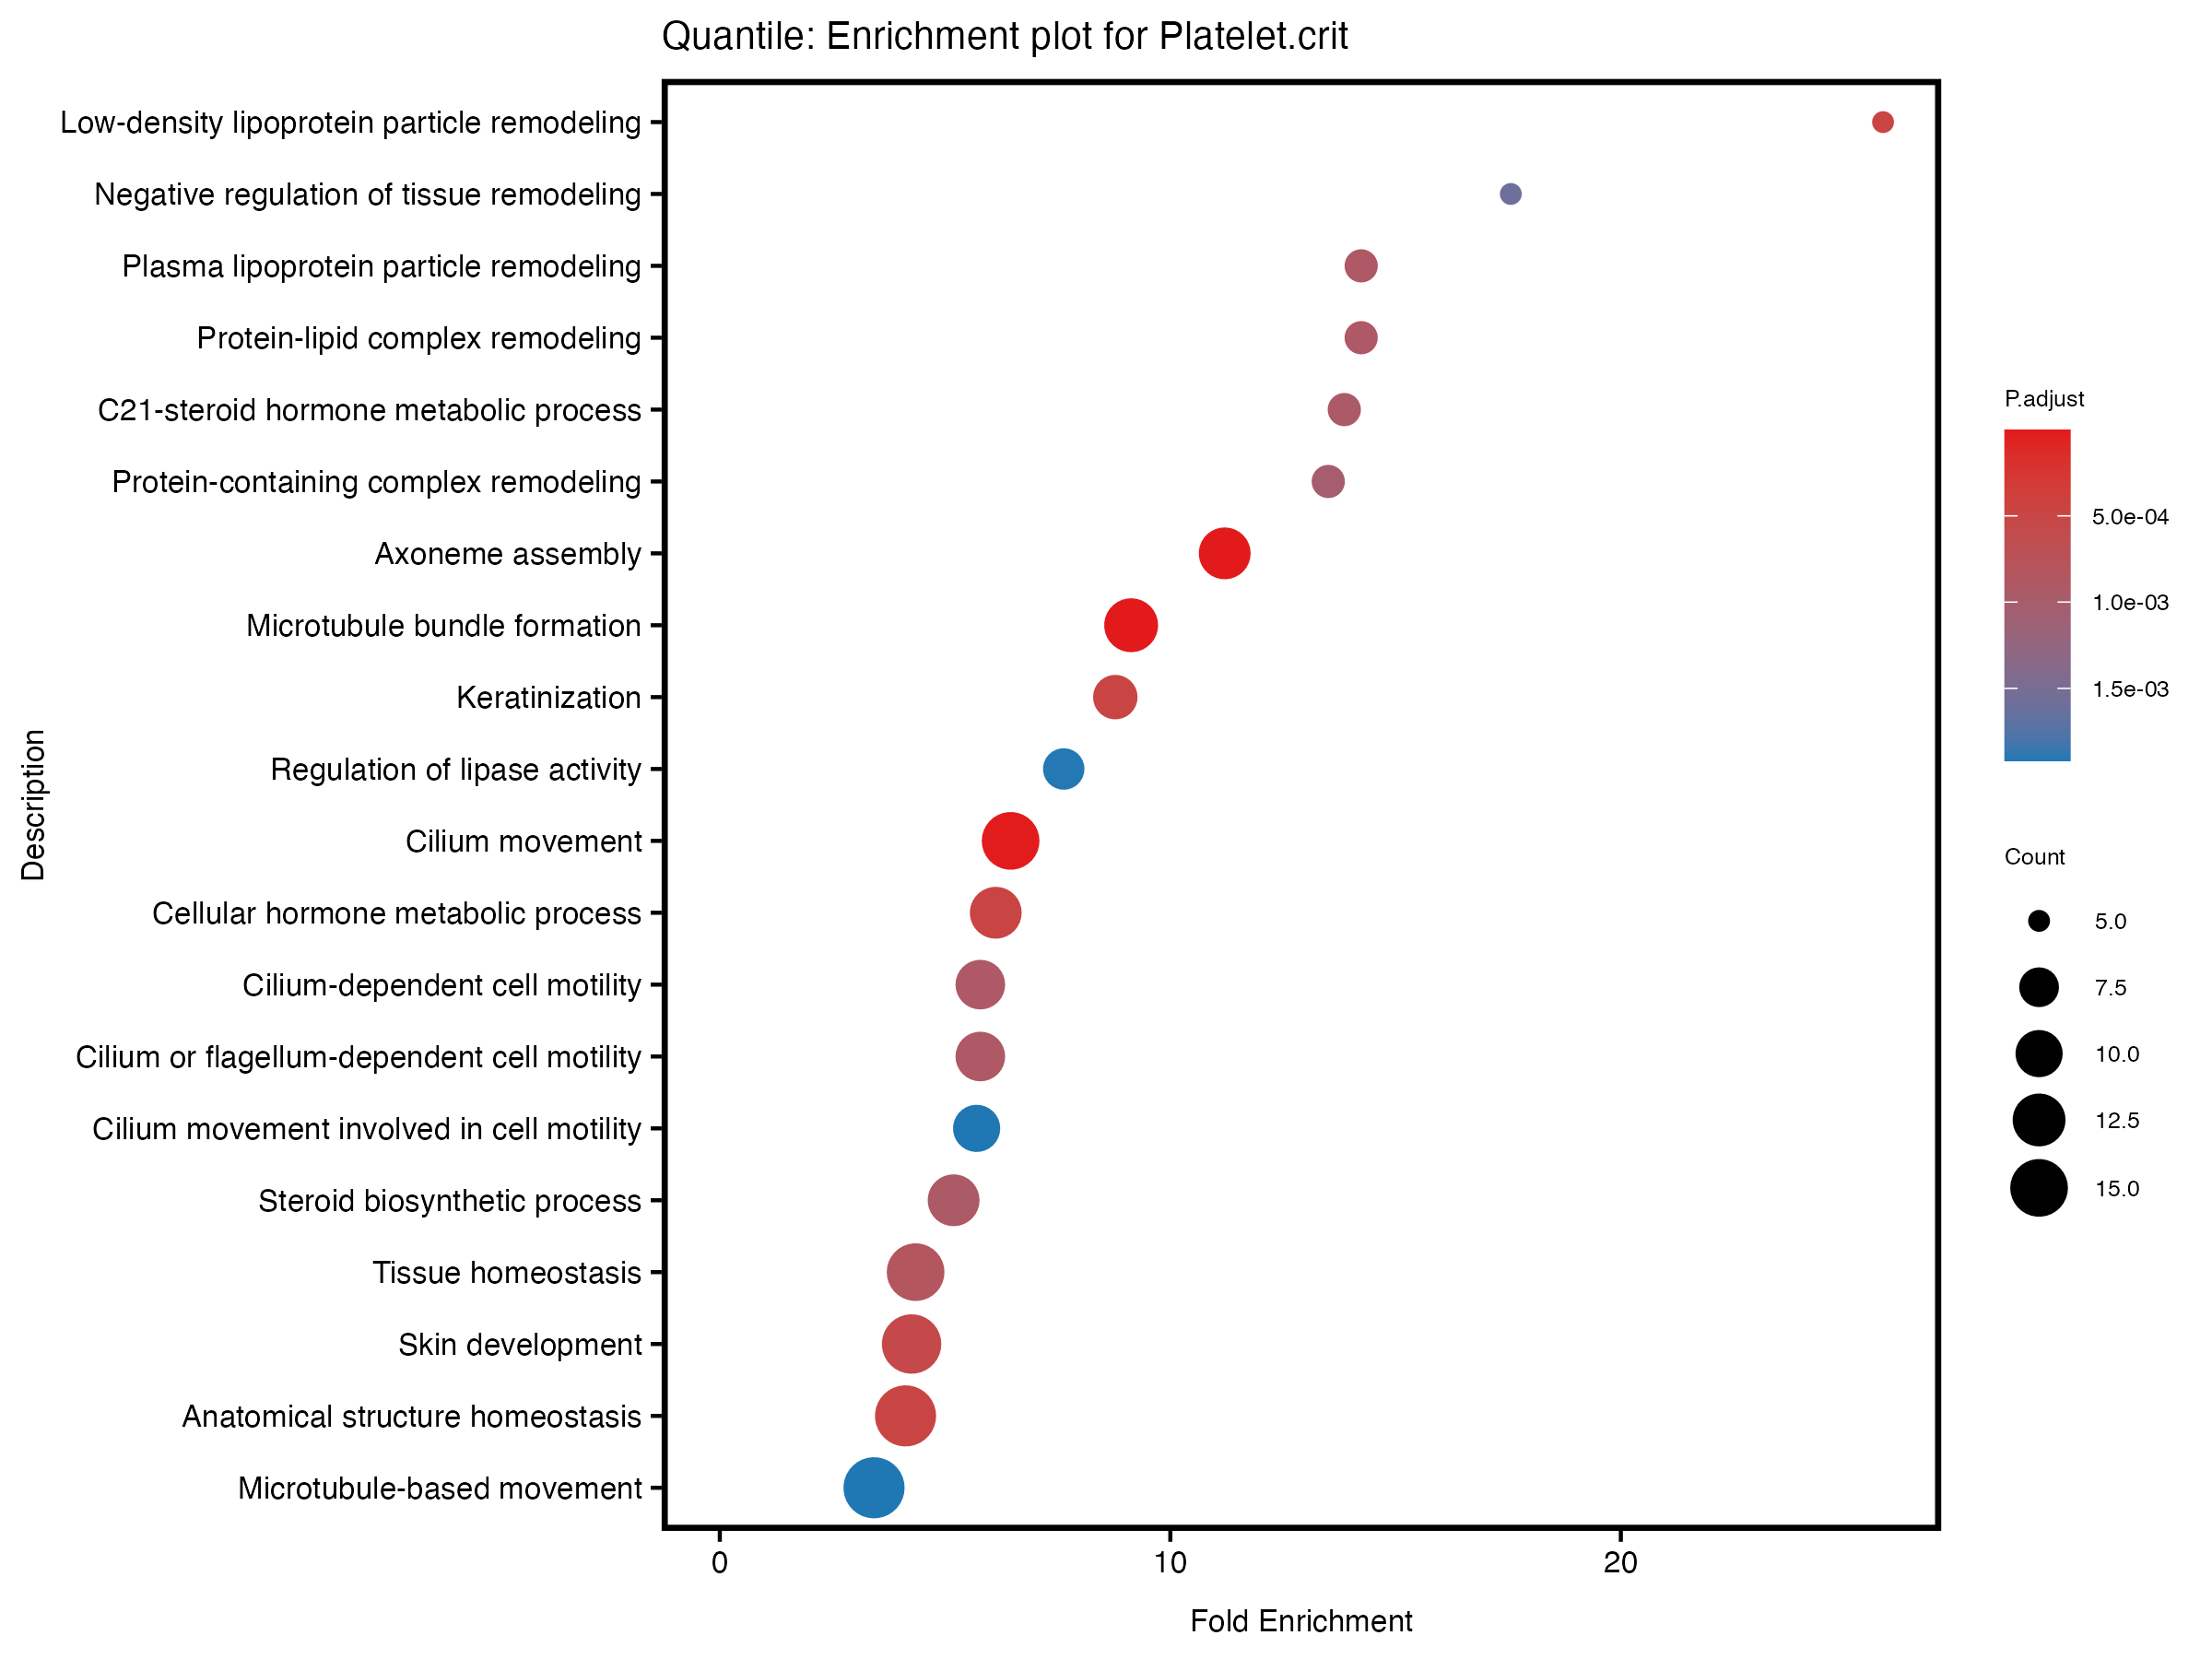 Quantile: Enrichment plot for Platelet.crit
Low-density lipoprotein particle remodeling
Negative regulation of tissue remodeling
Plasma lipoprotein particle remodeling
Protein-lipid complex remodeling
C21-steroid hormone metabolic process
Protein-containing complex remodeling
Axoneme assembly
Microtubule bundle formation
Keratinization
Regulation of lipase activity
Cilium movement
Cellular hormone metabolic process
Cilium-dependent cell motility
Cilium or flagellum-dependent cell motility
Cilium movement involved in cell motility
Steroid biosynthetic process
Tissue homeostasis
Skin development
Anatomical structure homeostasis
Microtubule-based movement
Description
0 10 20
Fold Enrichment
P.adjust
5.0e-04
1.0e-03
1.5e-03
Count
5.0
7.5
10.0
12.5
15.0